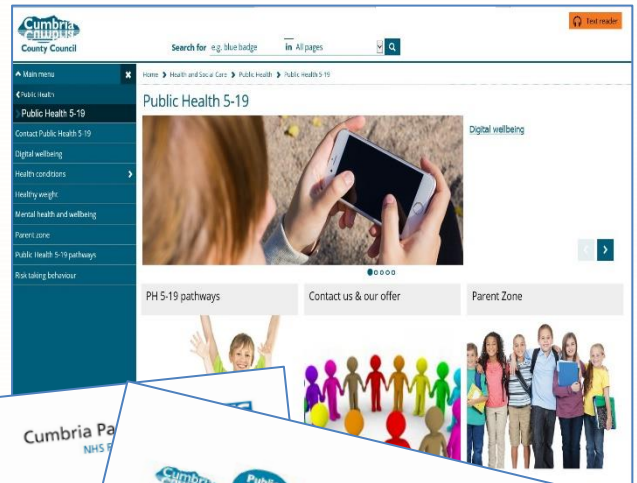 Cumbria
County Council
Text reader
Search for e.g. blue badge in All pages
Main menu
Public Health
Public Health 5-19
Contact Public Health 5-19
Digital wellbeing
Health conditions
Healthy weight
Mental health and wellbeing
Parent zone
Public Health 5-19 pathways
Risk taking behaviour
Home Health and Social Care Public Health Public Health 5-19
Public Health 5-19
Digital wellbeing
PH 5-19 pathways
Contact us & our offer
Parent Zone
Cumbria Pa
NHS F
Cumbria
Public